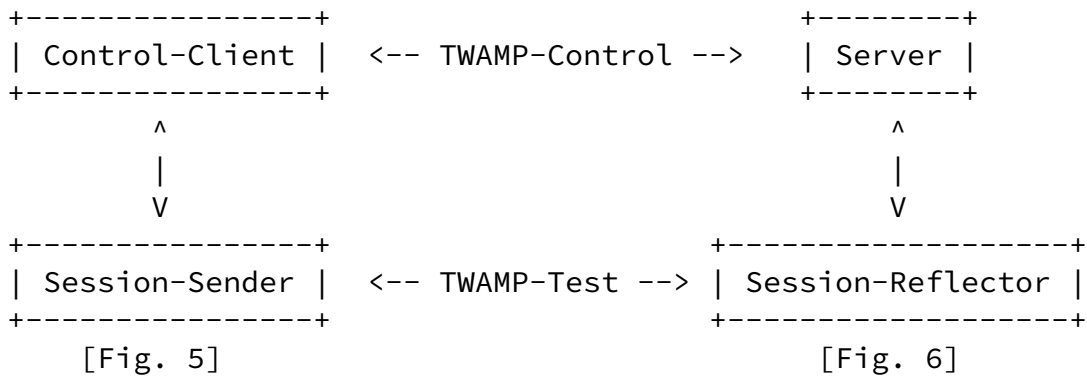 +----------------+                        +--------+
| Control-Client |  <-- TWAMP-Control --> | Server |
+----------------+                        +--------+
        ^                                      ^
        |                                      |
        V                                      V
+----------------+                    +-------------------+
| Session-Sender |  <-- TWAMP-Test --> | Session-Reflector |
+----------------+                    +-------------------+
[Fig. 5]                                   [Fig. 6]